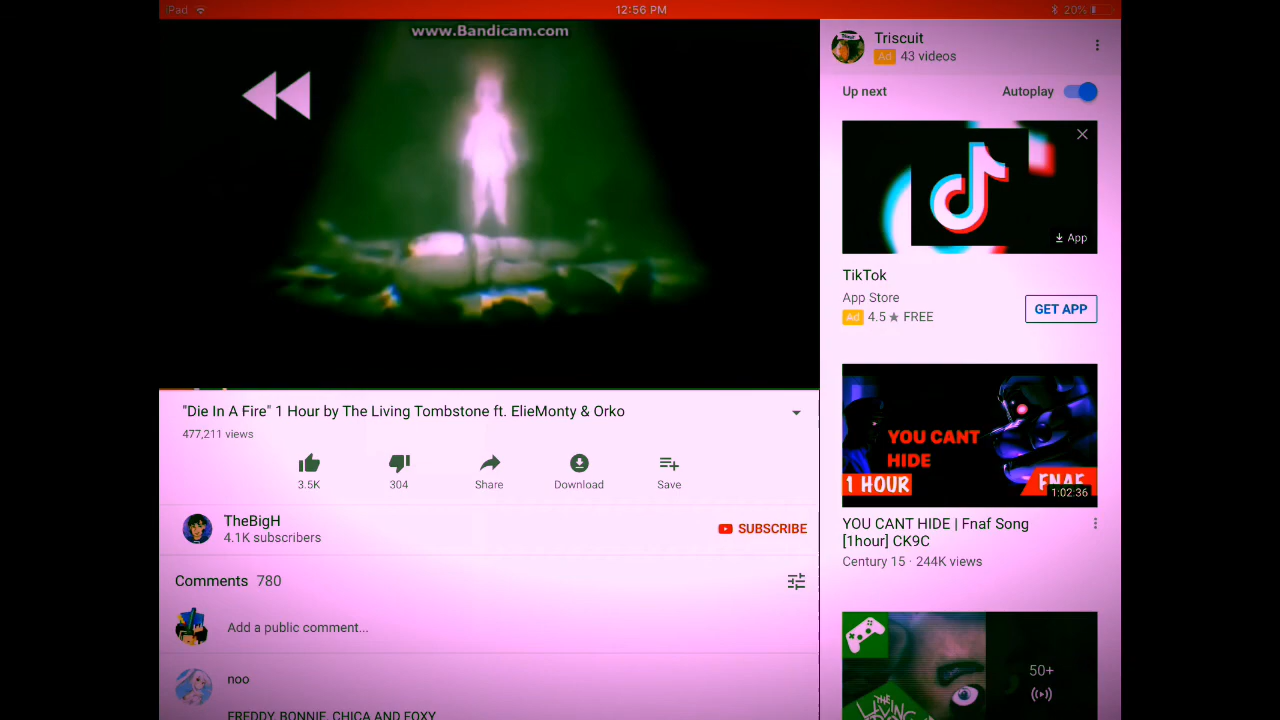 iPad
12:56 PM
20%
www.Bandicam.com
"Die In A Fire" 1 Hour by The Living Tombstone ft. ElieMonty & Orko
477,211 views
3.5K
304
Share
Download
Save
TheBigH
4.1K subscribers
SUBSCRIBE
Comments 780
Add a public comment...
noo
FREDDY, BONNIE, CHICA AND FOXY
Triscuit
Ad 43 videos
Up next
Autoplay
App
TikTok
App Store
Ad 4.5 ★ FREE
GET APP
YOU CANT
HIDE
1 HOUR
FNAF
1:02:36
YOU CANT HIDE | Fnaf Song
[1hour] CK9C
Century 15 · 244K views
50+
THE
LIVING